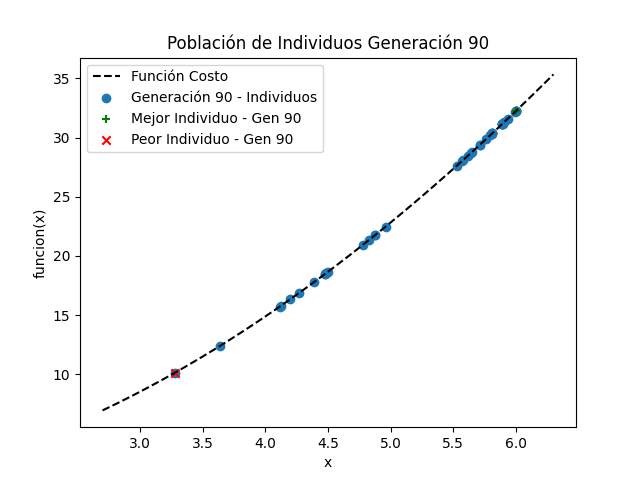 Población de Individuos Generación 90
Función Costo
Generación 90 - Individuos
Mejor Individuo - Gen 90
Peor Individuo - Gen 90
funcion(x)
35
30
25
20
15
10
3.0 3.5 4.0 4.5 5.0 5.5 6.0
x